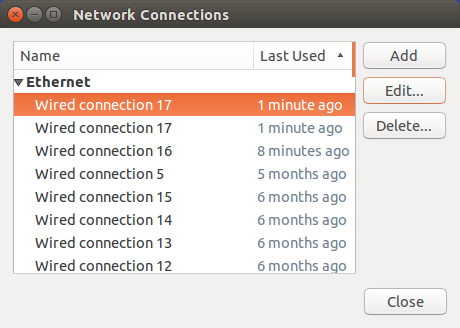 Network Connections
Name Last Used
Add
Ethernet
Edit...
Wired connection 17 1 minute ago
Wired connection 17 1 minute ago
Delete...
Wired connection 16 8 minutes ago
Wired connection 5 5 months ago
Wired connection 15 6 months ago
Wired connection 14 6 months ago
Wired connection 13 6 months ago
Wired connection 12 6 months ago
Close